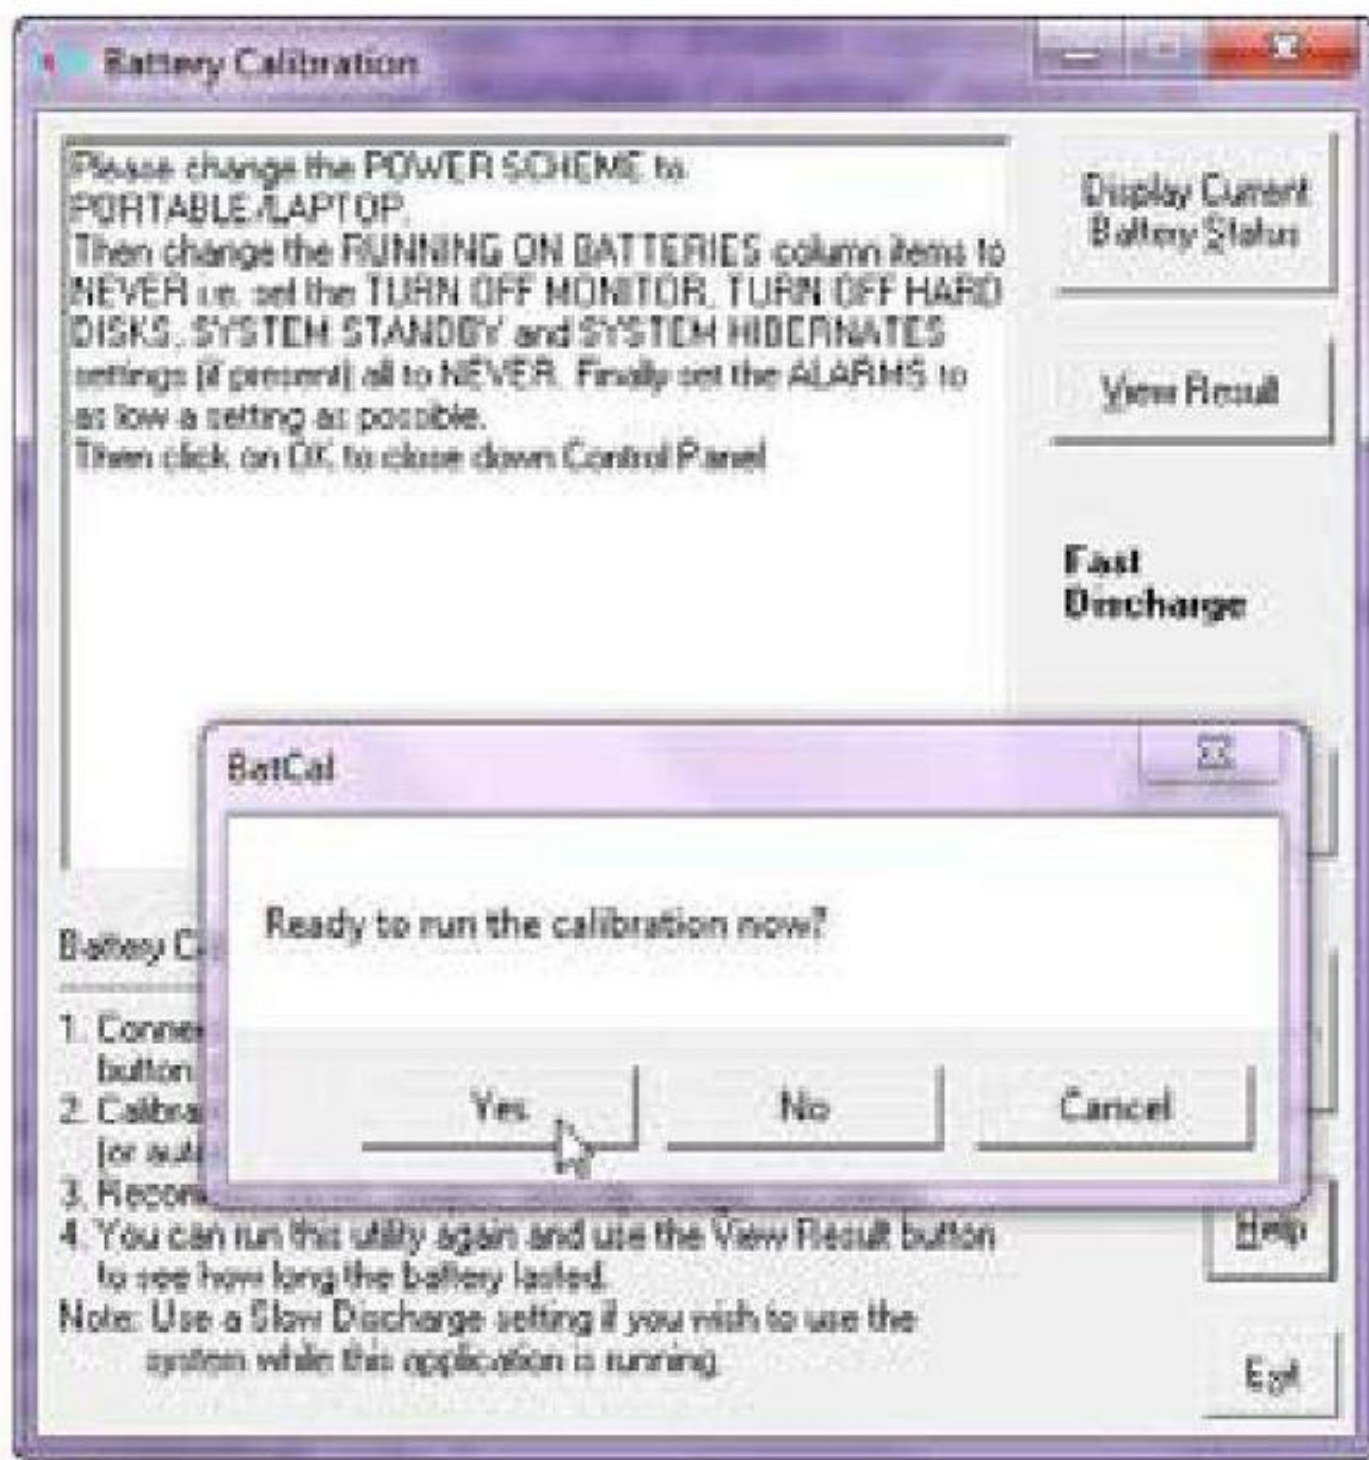 Battery Calibration
Please change the POWER SCHEME to
PORTABLE/LAPTOP.
Then change the RUNNING ON BATTERIES column items to
NEVER i.e. set the TURN OFF MONITOR, TURN OFF HARD
DISKS, SYSTEM STANDBY and SYSTEM HIBERNATES
settings (if present) all to NEVER. Finally set the ALARMS to
as low a setting as possible.
Then click on OK to close down Control Panel
Display Current
Battery Status
View Result
Fast
Discharge
BatCal
Ready to run the calibration now?
Yes
No
Cancel
Battery
1. Connec
button
2. Calibra
(or auto
3. Recon
4. You can run this utility again and use the View Result button
to see how long the battery lasted.
Note: Use a Slow Discharge setting if you wish to use the
system while this application is running.
Help
Exit